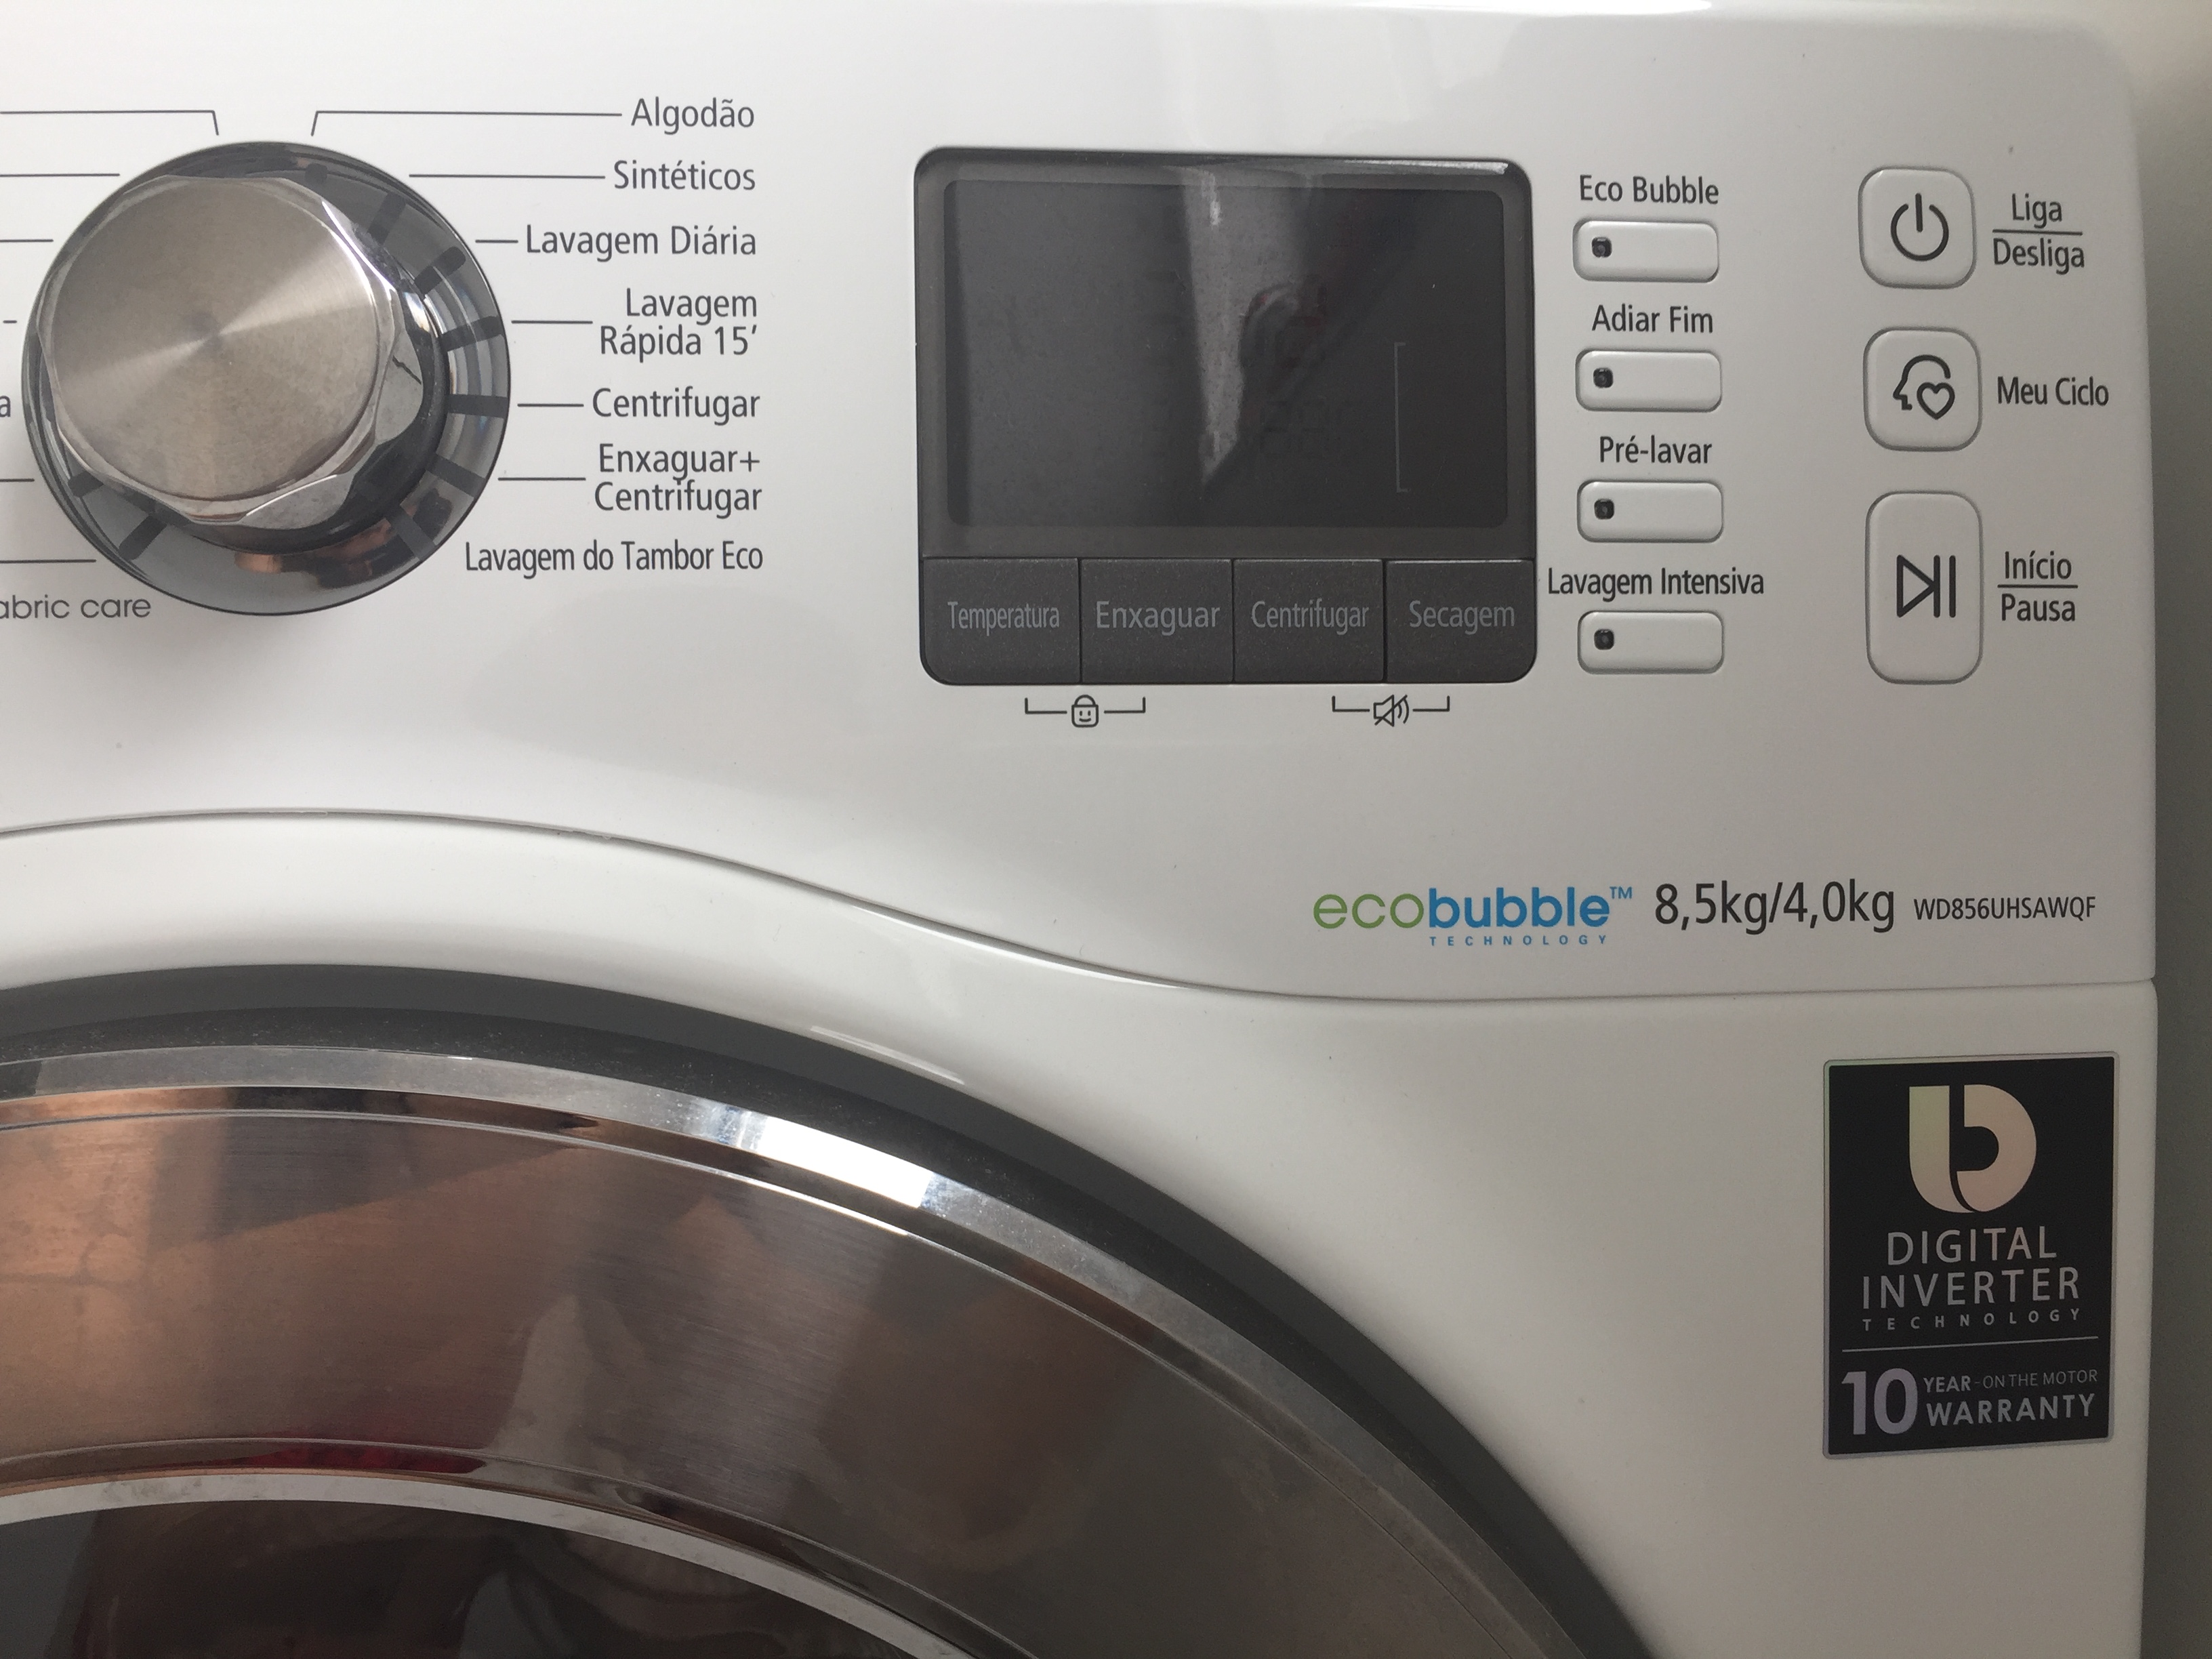 Algodão
Sintéticos
Lavagem Diária
Lavagem
Rápida 15'
Centrifugar
Enxaguar+
Centrifugar
Lavagem do Tambor Eco
a
abric care
Temperatura Enxaguar Centrifugar Secagem
Eco Bubble
Adiar Fim
Pré-lavar
Lavagem Intensiva
Liga
Desliga
Meu Ciclo
Início
Pausa
ecobubble™ 8,5kg/4,0kg WD856UHSAWQF
TECHNOLOGY
DIGITAL
INVERTER
TECHNOLOGY
10 YEAR-ON THE MOTOR
WARRANTY